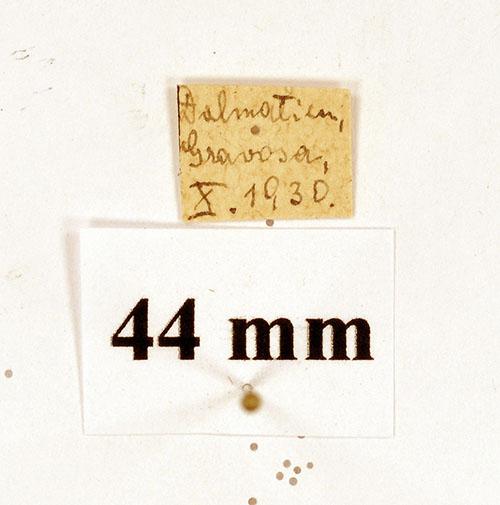 Dalmatien,
Gravosa,
X. 1930.
44 mm